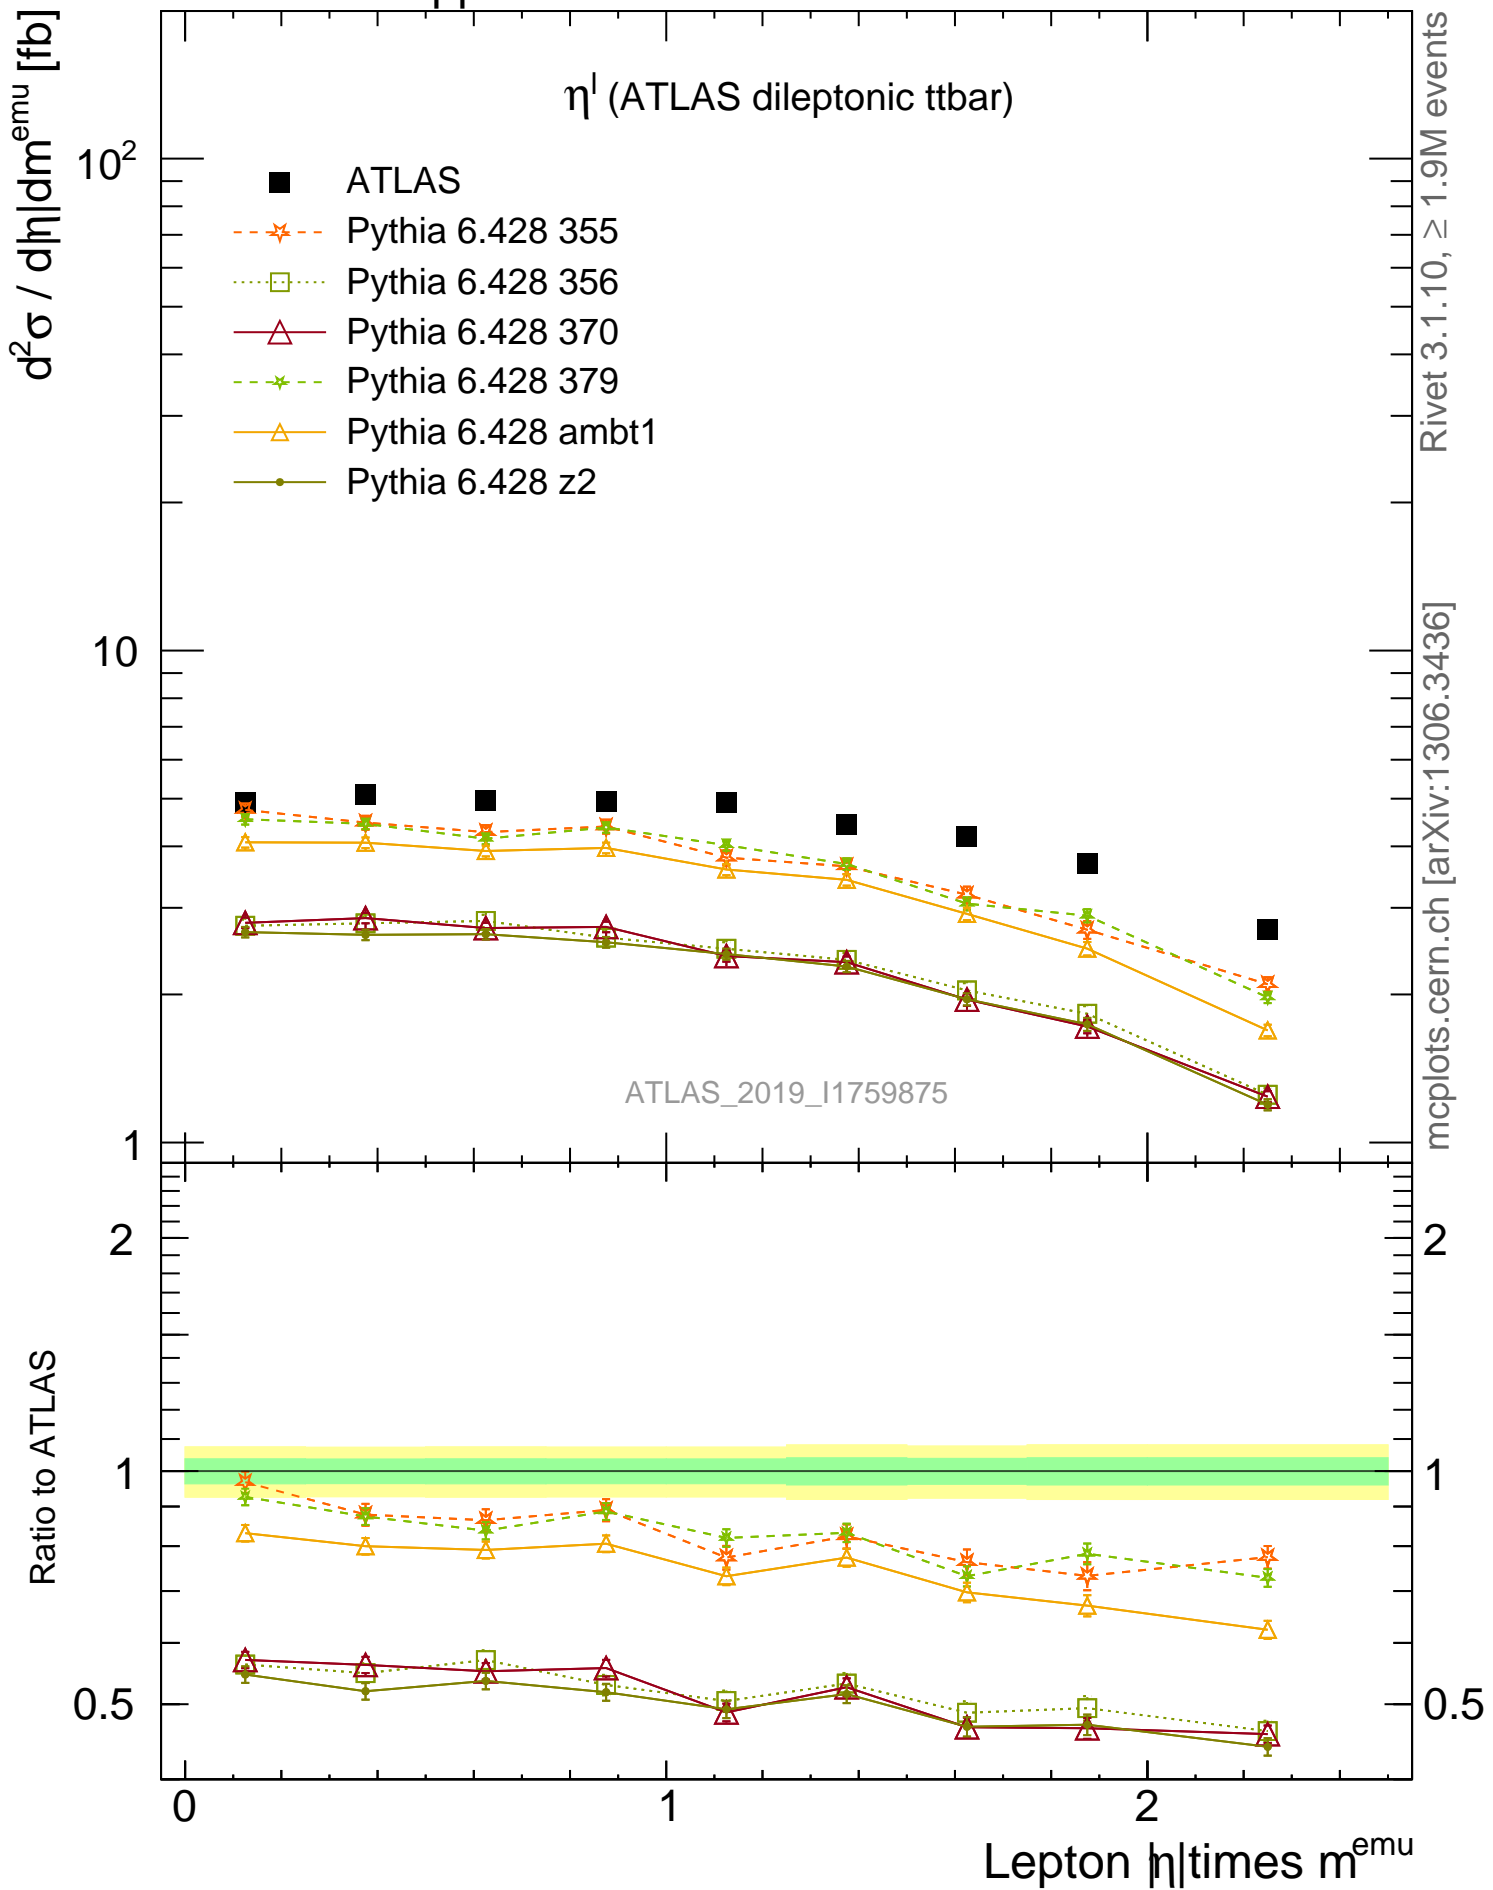 d²σ / d|η|dm^emu [fb]
η^l (ATLAS dileptonic ttbar)
ATLAS
Pythia 6.428 355
Pythia 6.428 356
Pythia 6.428 370
Pythia 6.428 379
Pythia 6.428 ambt1
Pythia 6.428 z2
10²
10
1
ATLAS_2019_I1759875
Rivet 3.1.10, ≥ 1.9M events
mcplots.cern.ch [arXiv:1306.3436]
Ratio to ATLAS
2
1
0.5
2
1
0.5
0
1
2
Lepton |η|times m^emu